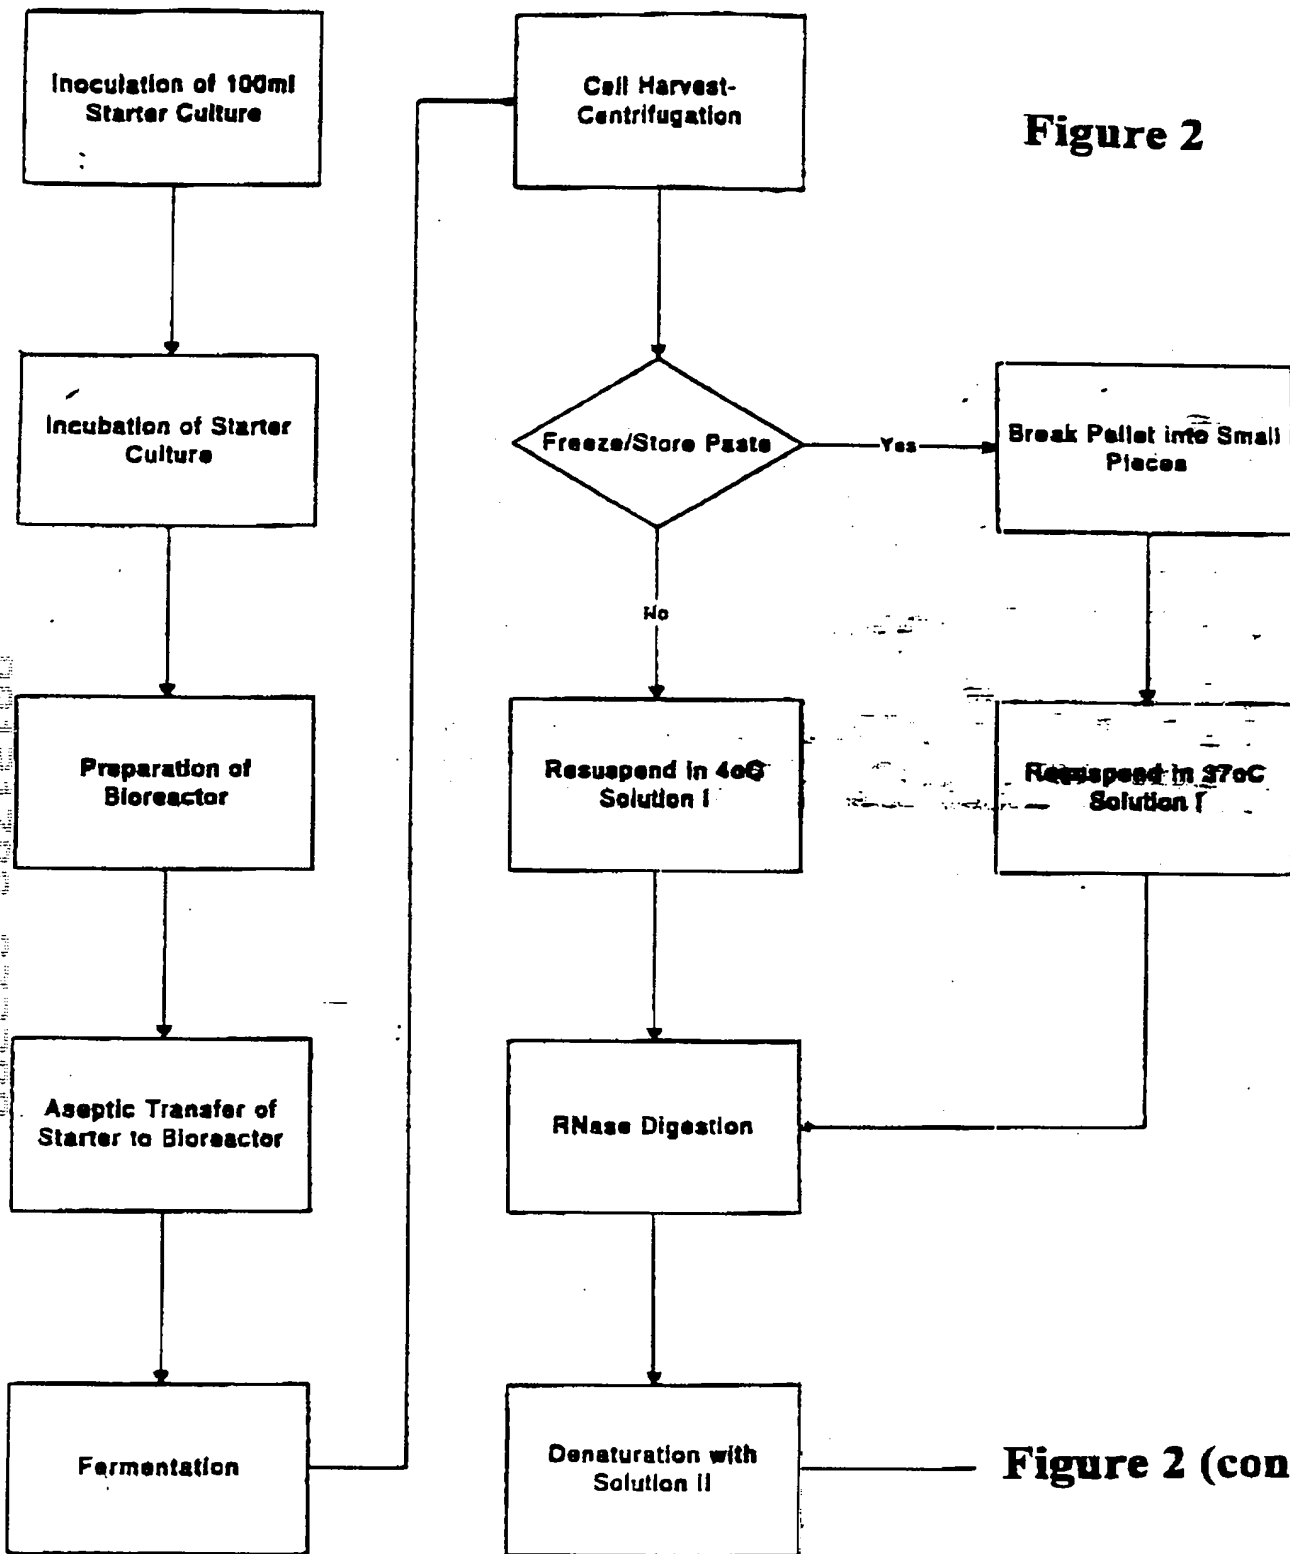 Inoculation of 100ml
Starter Culture
Incubation of Starter
Culture
Preparation of
Bioreactor
Aseptic Transfer of
Starter to Bioreactor
Fermentation
Cell Harvest-
Centrifugation
Freeze/Store Paste
Yes
No
Break Pellet into Small
Pieces
Resuspend in 4oC
Solution I
Resuspend in 37oC
Solution I
RNase Digestion
Denaturation with
Solution II
Figure 2
Figure 2 (con